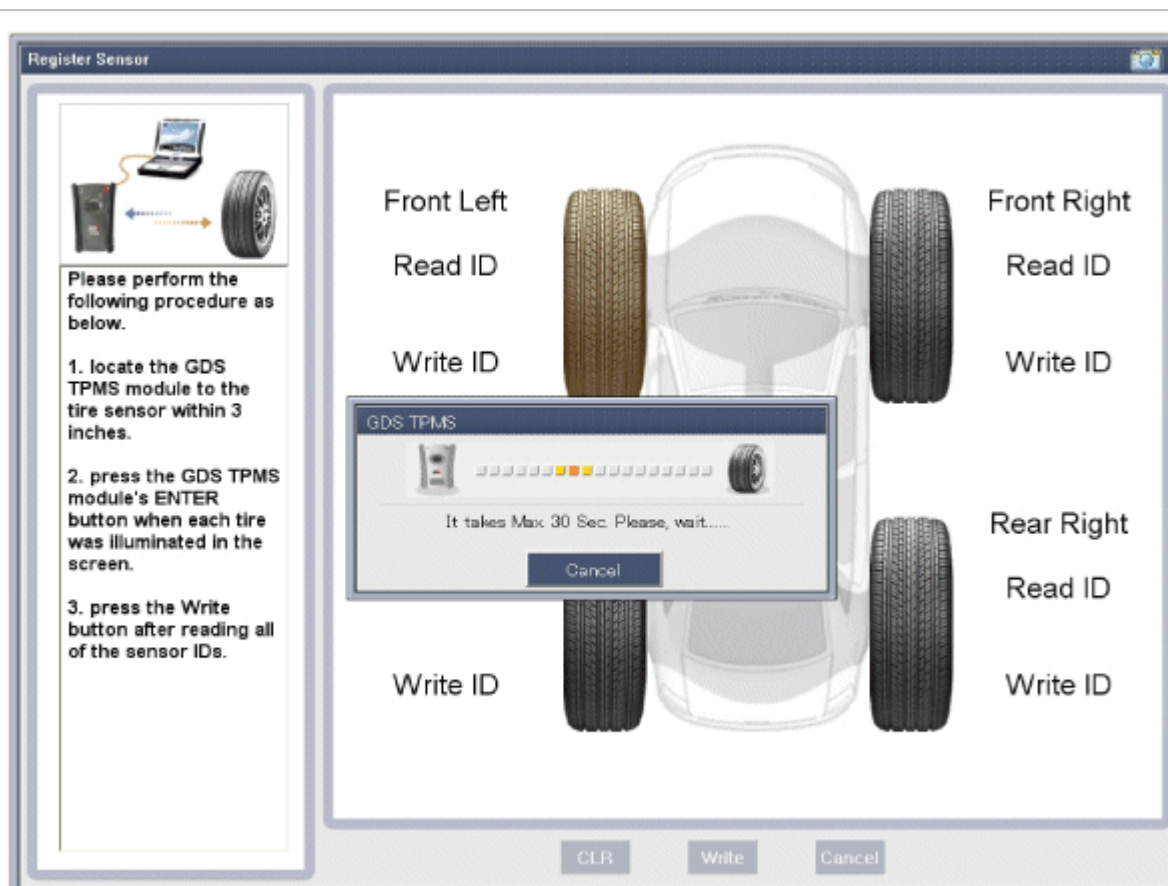 Register Sensor
Please perform the
following procedure as
below.
1. locate the GDS
TPMS module to the
tire sensor within 3
inches.
2. press the GDS TPMS
module's ENTER
button when each tire
was illuminated in the
screen.
3. press the Write
button after reading all
of the sensor IDs.
Front Left
Read ID
Write ID
Front Right
Read ID
Write ID
GDS TPMS
It takes Max. 30 Sec. Please, wait.....
Cancel
Write ID
Rear Right
Read ID
Write ID
CLR
Write
Cancel